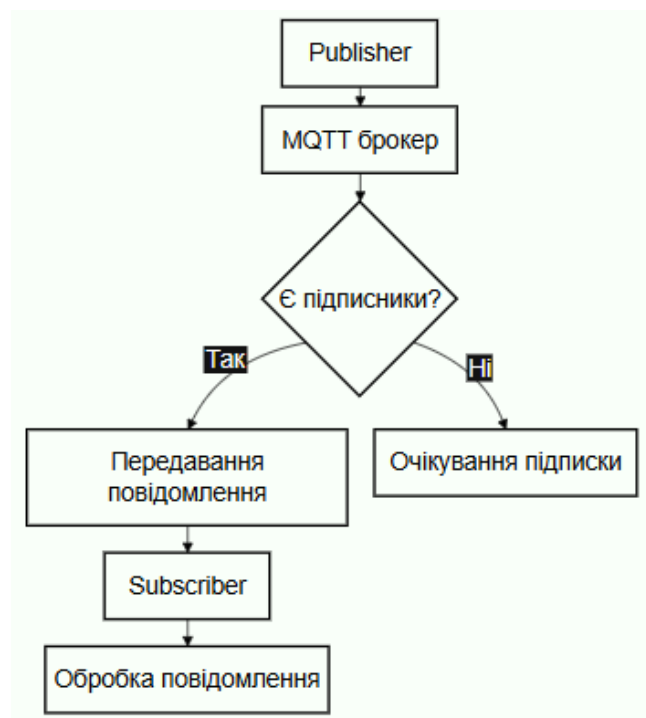 Publisher
MQTT брокер
Є підписники?
Так
Ні
Передавання
повідомлення
Очікування підписки
Subscriber
Обробка повідомлення